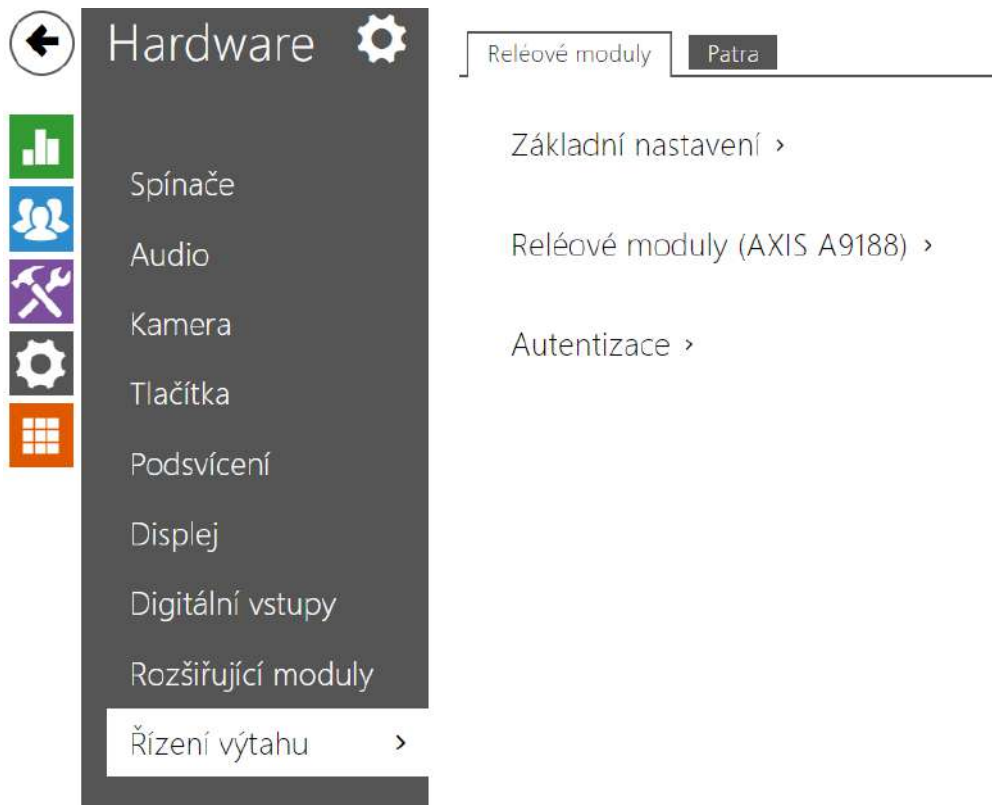 Hardware
Spínače
Audio
Kamera
Tlačítka
Podsvícení
Displej
Digitální vstupy
Rozšiřující moduly
Řízení výtahu
Reléové moduly
Patra
Základní nastavení
Reléové moduly (AXIS A9188)
Autentizace